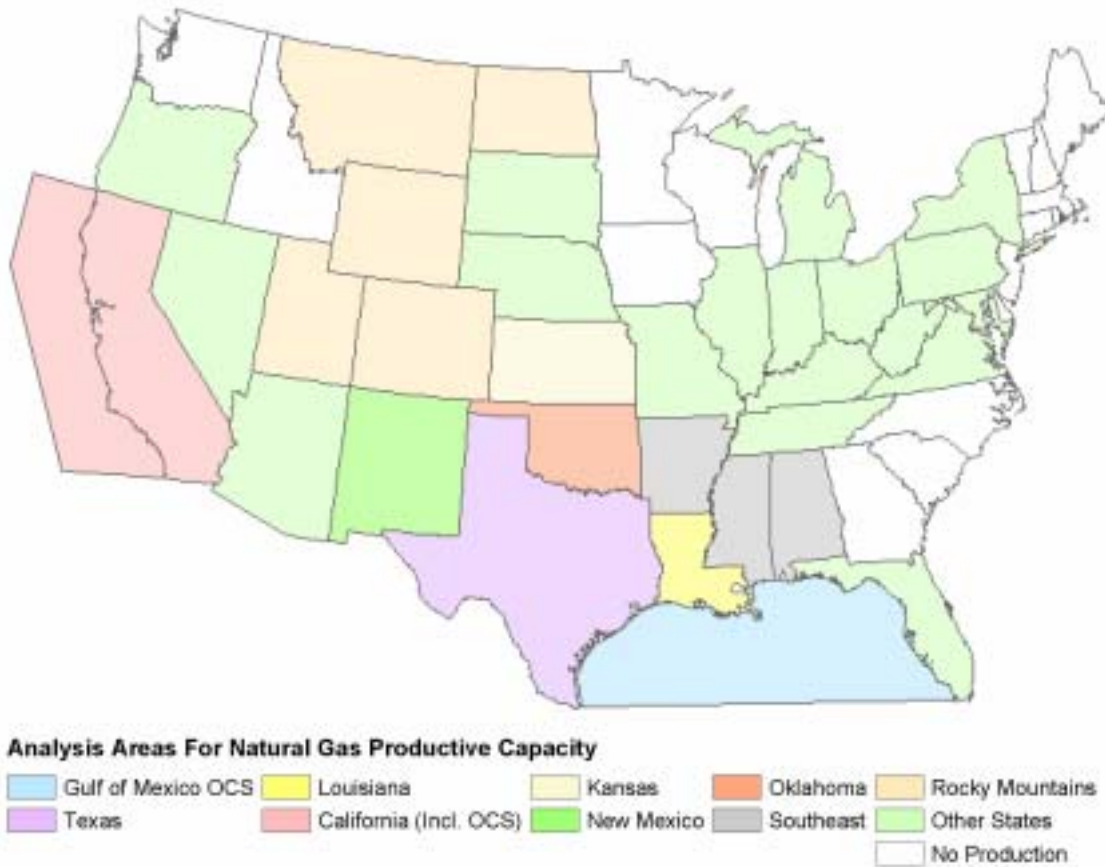 Analysis Areas For Natural Gas Productive Capacity
Gulf of Mexico OCS Louisiana Kansas Oklahoma Rocky Mountains
Texas California (Incl. OCS) New Mexico Southeast Other States
No Production